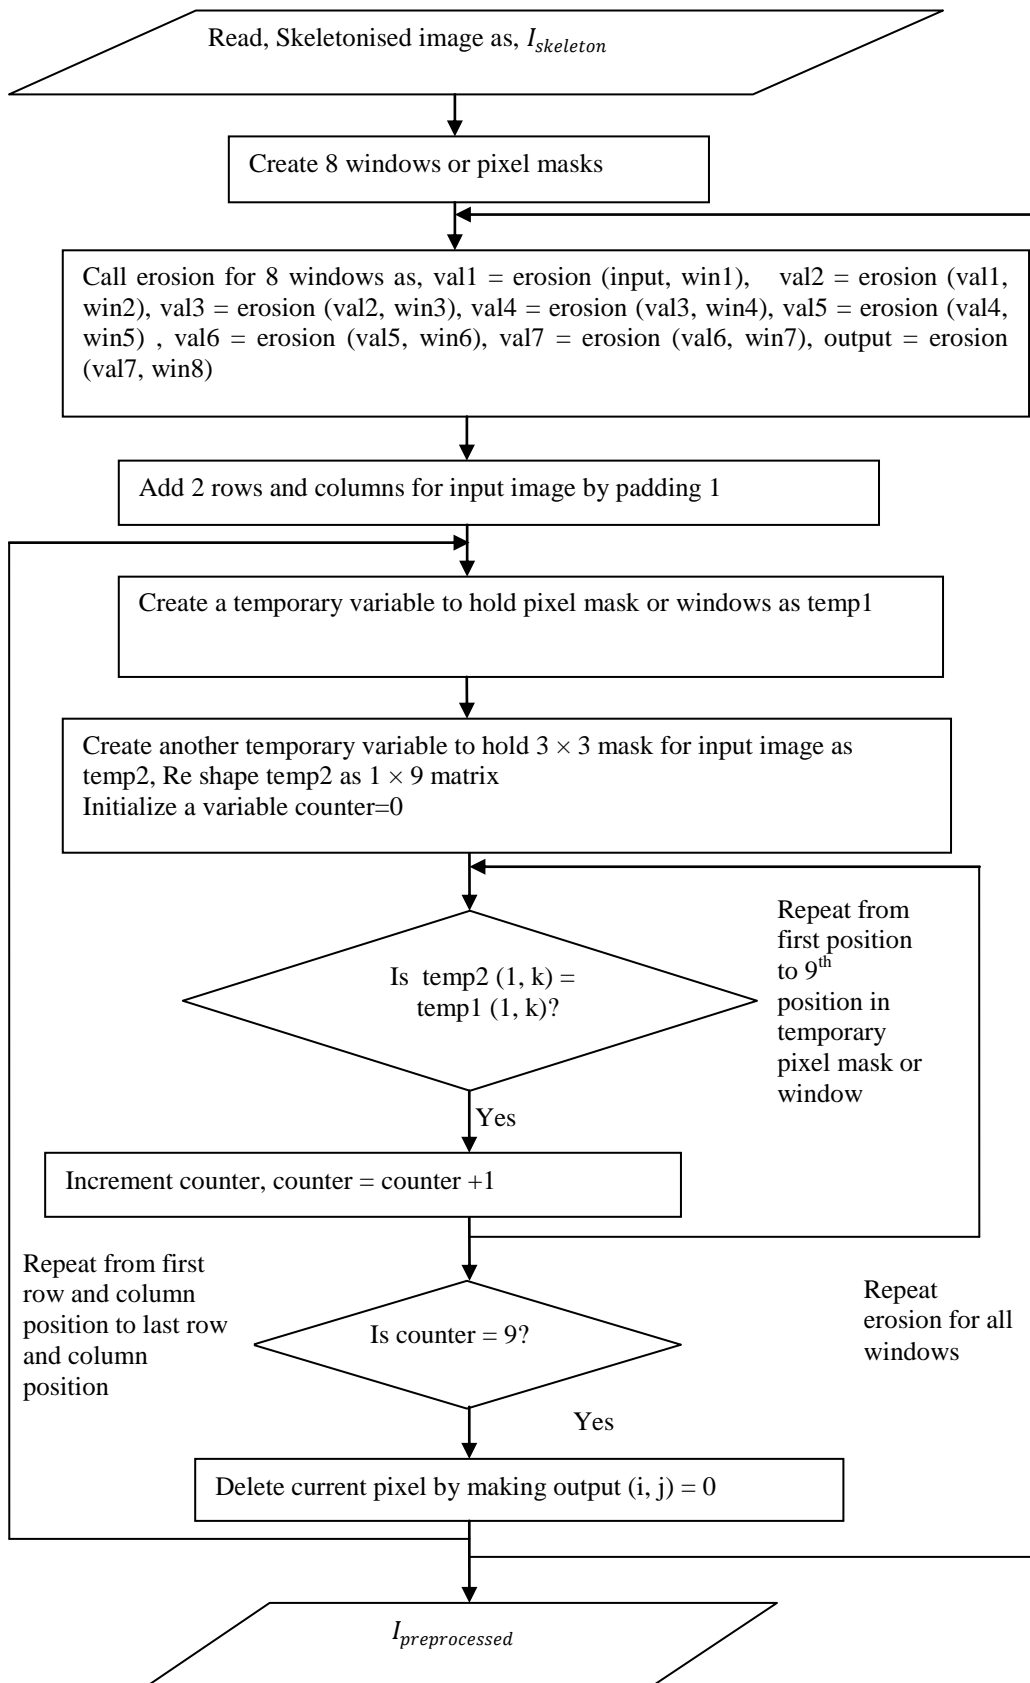 Read, Skeletonised image as, I_skeleton
Create 8 windows or pixel masks
Call erosion for 8 windows as, val1 = erosion (input, win1), val2 = erosion (val1,
win2), val3 = erosion (val2, win3), val4 = erosion (val3, win4), val5 = erosion (val4,
win5) , val6 = erosion (val5, win6), val7 = erosion (val6, win7), output = erosion
(val7, win8)
Add 2 rows and columns for input image by padding 1
Create a temporary variable to hold pixel mask or windows as temp1
Create another temporary variable to hold 3 × 3 mask for input image as
temp2, Re shape temp2 as 1 × 9 matrix
Initialize a variable counter=0
Is temp2 (1, k) =
temp1 (1, k)?
Repeat from
first position
to 9th
position in
temporary
pixel mask or
window
Yes
Increment counter, counter = counter +1
Repeat from first
row and column
position to last row
and column
position
Is counter = 9?
Repeat
erosion for all
windows
Yes
Delete current pixel by making output (i, j) = 0
I_preprocessed